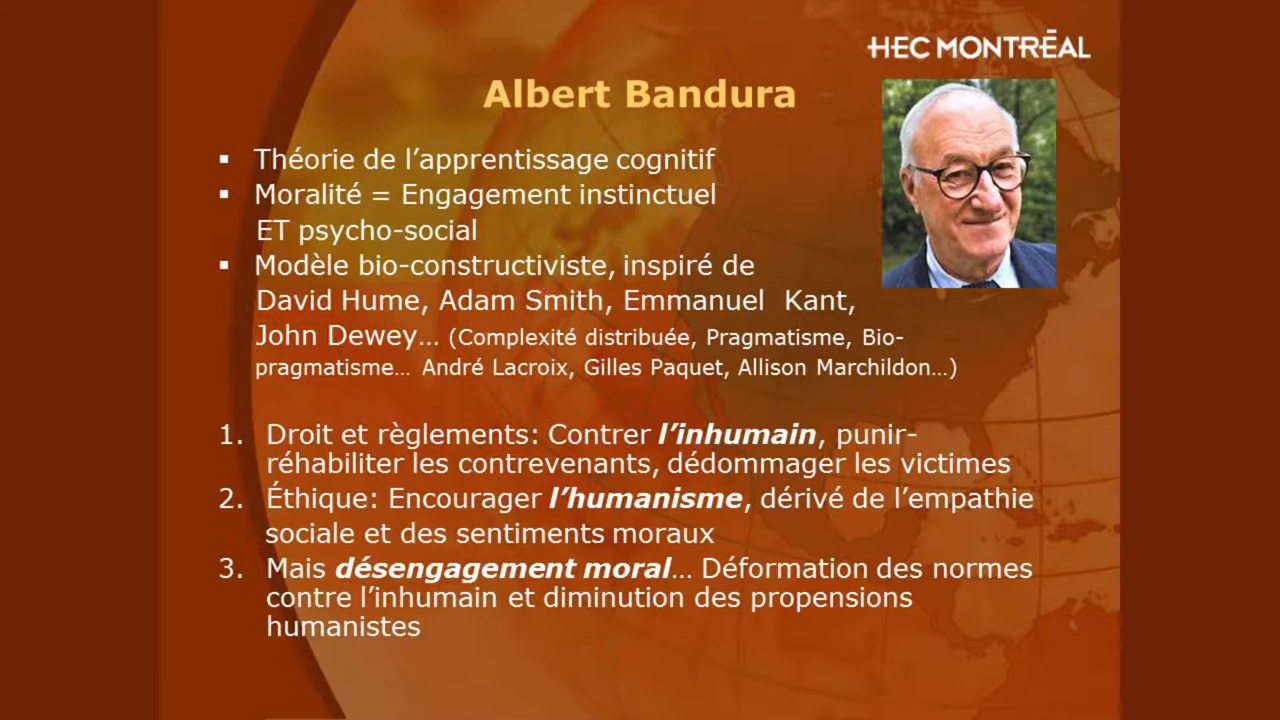 HEC MONTRÉAL
Albert Bandura
▪ Théorie de l’apprentissage cognitif
▪ Moralité = Engagement instinctuel
ET psycho-social
▪ Modèle bio-constructiviste, inspiré de
David Hume, Adam Smith, Emmanuel Kant,
John Dewey… (Complexité distribuée, Pragmatisme, Bio-
pragmatisme… André Lacroix, Gilles Paquet, Allison Marchildon…)
1. Droit et règlements: Contrer l’inhumain, punir-
réhabiliter les contrevenants, dédommager les victimes
2. Éthique: Encourager l’humanisme, dérivé de l’empathie
sociale et des sentiments moraux
3. Mais désengagement moral… Déformation des normes
contre l’inhumain et diminution des propensions
humanistes